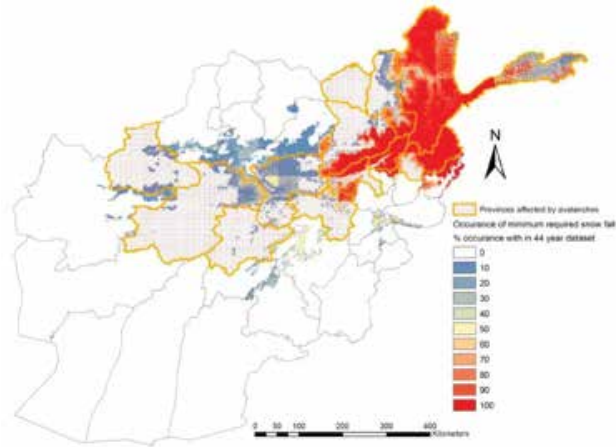 N
Provinces affected by avalanches
Occurance of minimum required snow fall
% occurance with in 44 year dataset
0
10
20
30
40
50
60
70
80
90
100
0 50 100 200 300 400
Kilometers